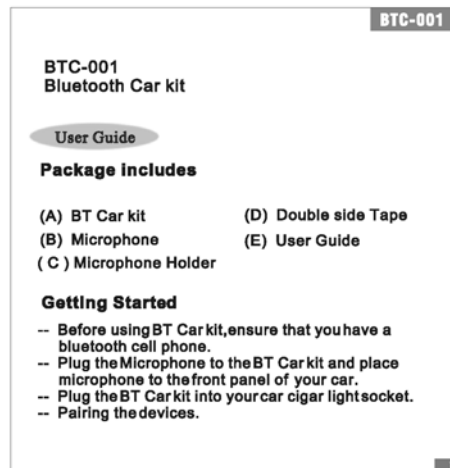 BTC-001
BTC-001
Bluetooth Car kit
User Guide
Package includes
(A) BT Car kit
(D) Double side Tape
(B) Microphone
(E) User Guide
( C ) Microphone Holder
Getting Started
-- Before using BT Car kit,ensure that you have a
bluetooth cell phone.
-- Plug the Microphone to the BT Car kit and place
microphone to the front panel of your car.
-- Plug the BT Car kit into your car cigar light socket.
-- Pairing the devices.